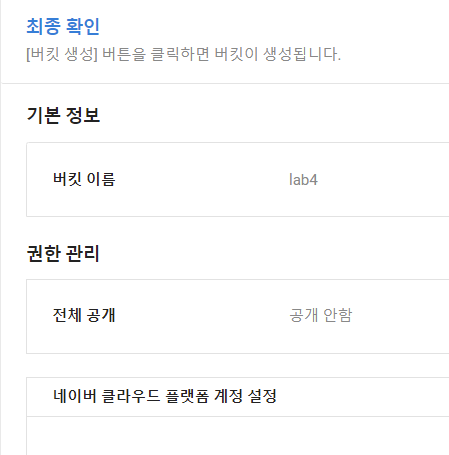 최종 확인
[버킷 생성] 버튼을 클릭하면 버킷이 생성됩니다.
기본 정보
버킷 이름 lab4
권한 관리
전체 공개 공개 안함
네이버 클라우드 플랫폼 계정 설정